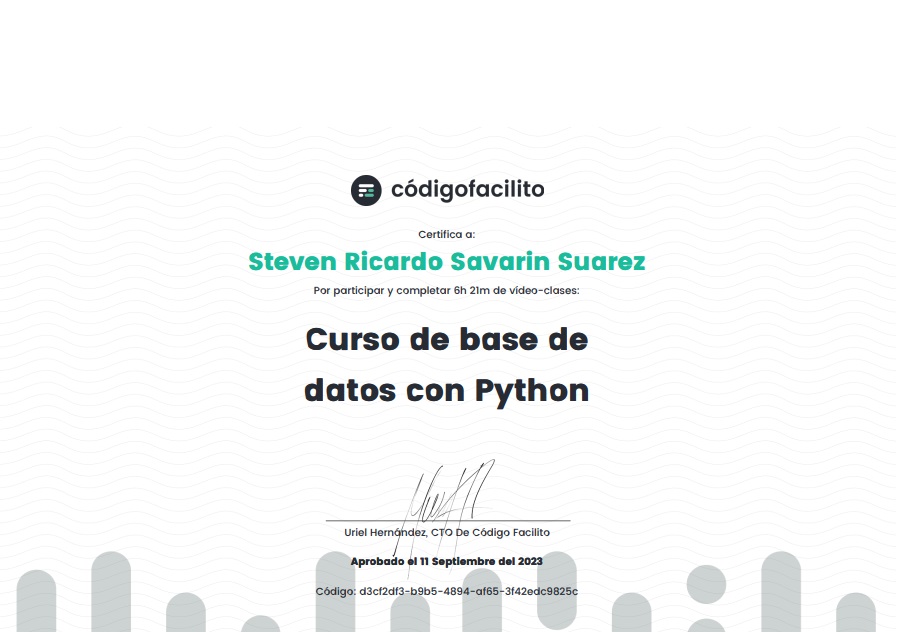 códigofacilito
Certifica a:
Steven Ricardo Savarin Suarez
Por participar y completar 6h 21m de vídeo-clases:
Curso de base de
datos con Python
Uriel Hernández, CTO De Código Facilito
Aprobado el 11 Septiembre del 2023
Código: d3cf2df3-b9b5-4894-af65-3f42edc9825c